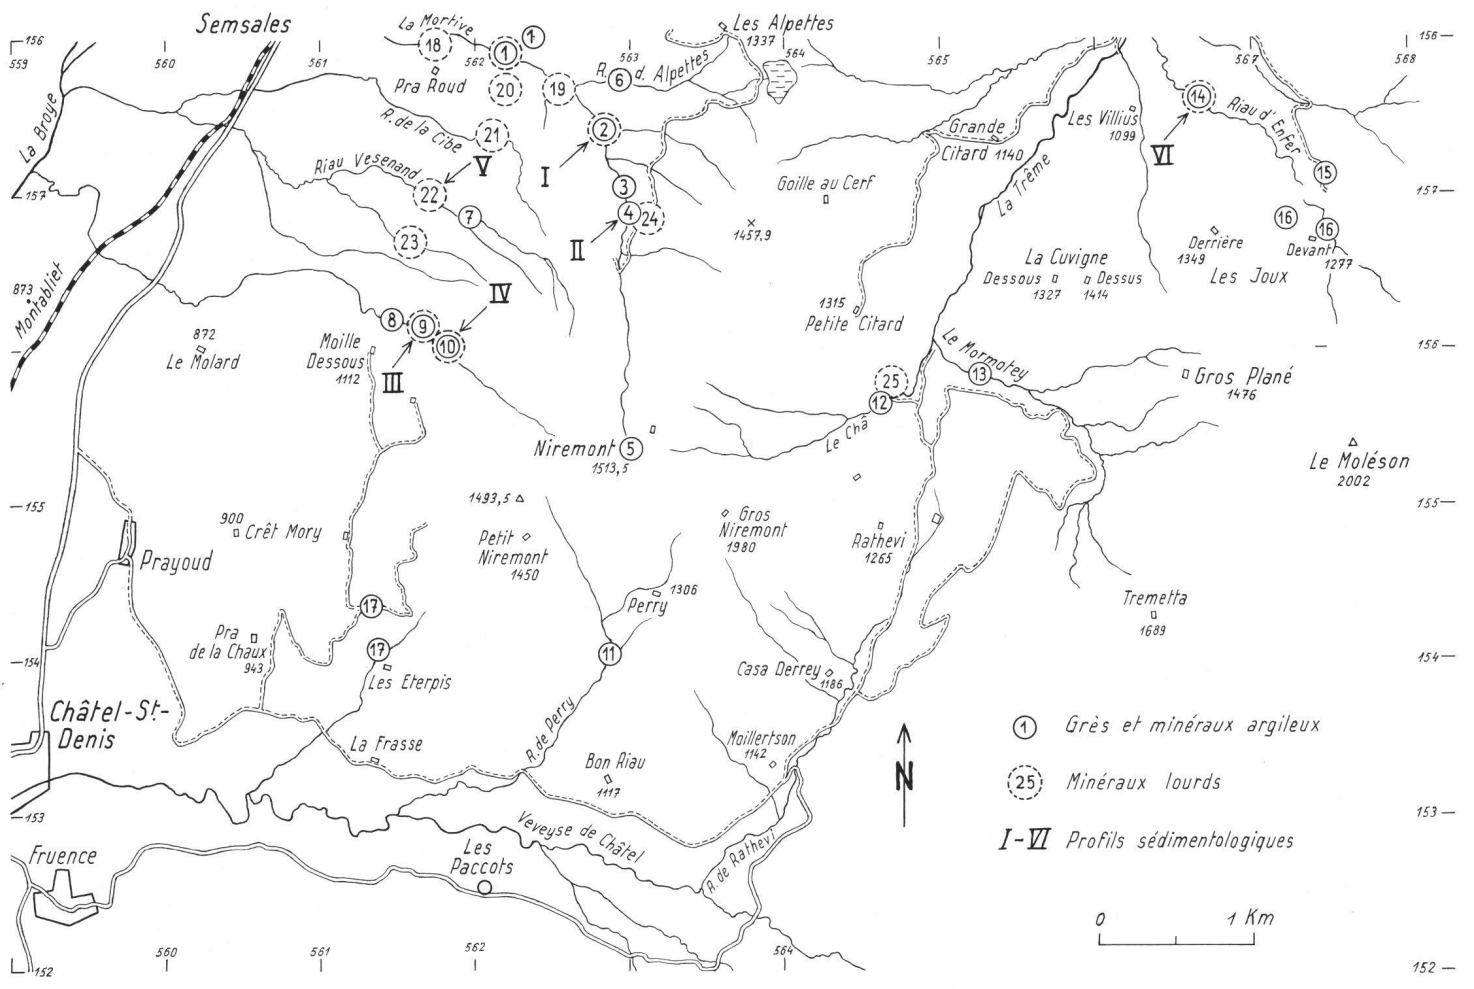 Semsales
La Mortive
1
Les Alpettes
1337
156
559
560
18
1
562
563
564
565
567
156
568
Pra Roud
20
19
6
R. d. Alpettes
14
Riau d'Enfer
La Broye
R. de la Cibe
21
2
Grande
Citard 1140
Les Villius
1099
VI
Riau Vesenand
V
I
La Trême
15
157
22
3
Goille au Cerf
157
7
4
24
16
16
23
II
1457,9
Derrière
1349
Devant
1277
La Cuvigne
Dessous
1327
Dessus
1414
Les Joux
873
Montabliet
IV
1315
Petite Citard
8
9
10
872
Le Molard
Moille
Dessous
1112
III
Le Mormotey
156
25
13
12
Gros Plané
1476
Le Châ
Niremont
5
1513,5
Le Moléson
2002
155
1493,5
155
900
Crêt Mory
Petit
Niremont
1450
Gros
Niremont
1980
Rathevi
1265
Prayoud
17
1306
Perry
Tremetta
1689
Pra
de la Chaux
943
17
11
154
Les Eterpis
Casa Derrey
1186
154
Châtel-St-
Denis
R. de Perry
La Frasse
Moillertson
1142
Bon Riau
1117
N
1 Grès et minéraux argileux
25 Minéraux lourds
I-VI Profils sédimentologiques
153
153
Veveyse de Châtel
R. de Rathevi
Fruence
Les
Paccots
0 1 Km
560
561
562
564
152
152